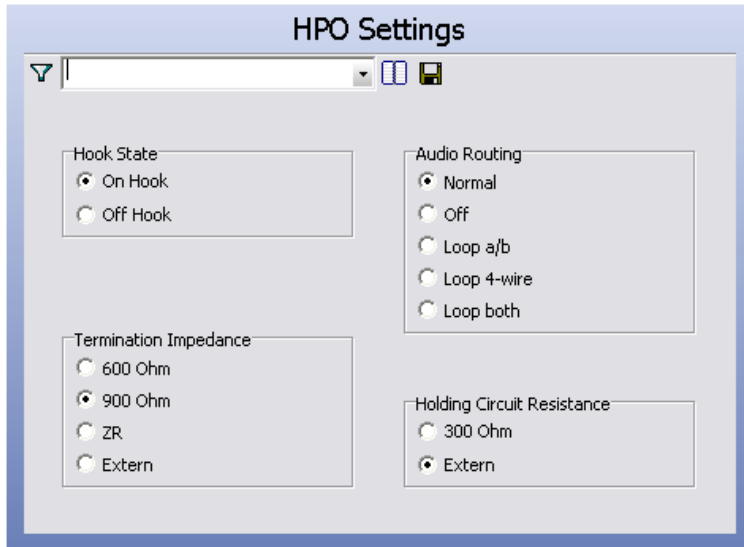 HPO Settings
Hook State
On Hook
Off Hook
Audio Routing
Normal
Off
Loop a/b
Loop 4-wire
Loop both
Termination Impedance
600 Ohm
900 Ohm
ZR
Extern
Holding Circuit Resistance
300 Ohm
Extern